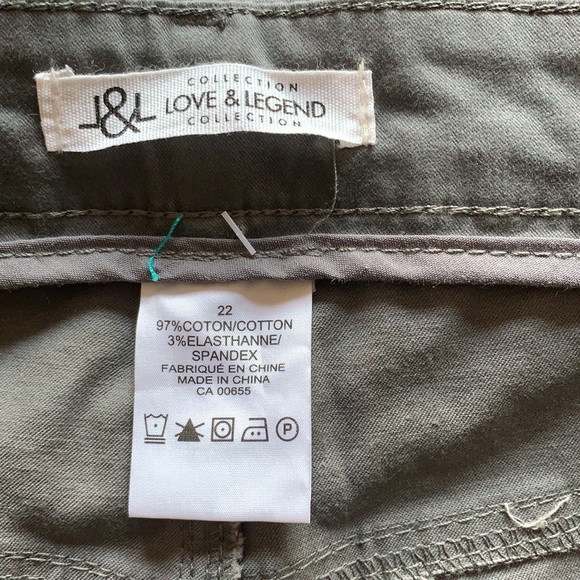 COLLECTION
L&L LOVE & LEGEND
COLLECTION
22
97%COTON/COTTON
3%ELASTHANNE/
SPANDEX
FABRIQUÉ EN CHINE
MADE IN CHINA
CA 00655
P